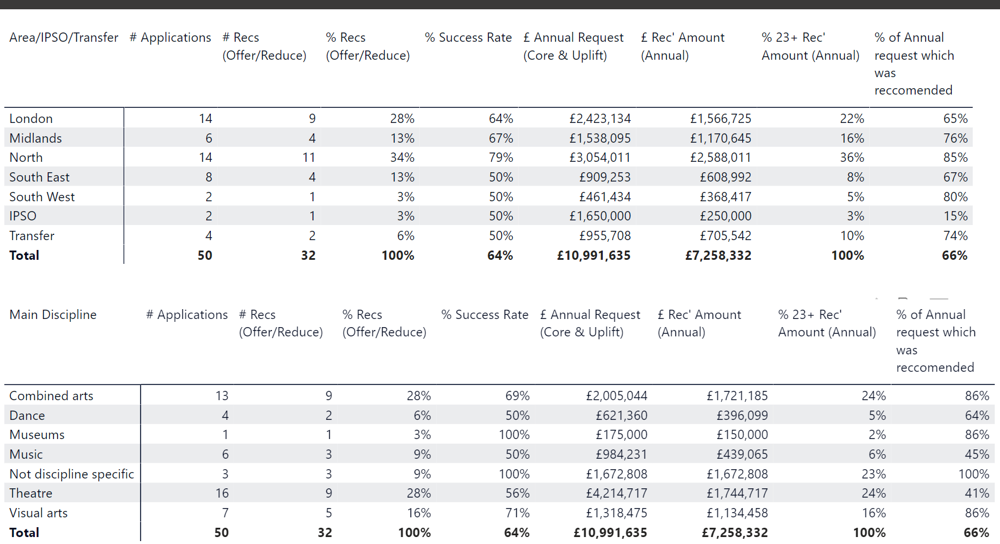 Area/IPSO/Transfer # Applications # Recs % Recs % Success Rate £ Annual Request £ Rec' Amount % 23+ Rec' % of Annual
(Offer/Reduce) (Offer/Reduce) (Core & Uplift) (Annual) Amount (Annual) request which
was
reccomended
London 14 9 28% 64% £2,423,134 £1,566,725 22% 65%
Midlands 6 4 13% 67% £1,538,095 £1,170,645 16% 76%
North 14 11 34% 79% £3,054,011 £2,588,011 36% 85%
South East 8 4 13% 50% £909,253 £608,992 8% 67%
South West 2 1 3% 50% £461,434 £368,417 5% 80%
IPSO 2 1 3% 50% £1,650,000 £250,000 3% 15%
Transfer 4 2 6% 50% £955,708 £705,542 10% 74%
Total 50 32 100% 64% £10,991,635 £7,258,332 100% 66%
Main Discipline # Applications # Recs % Recs % Success Rate £ Annual Request £ Rec' Amount % 23+ Rec' % of Annual
(Offer/Reduce) (Offer/Reduce) (Core & Uplift) (Annual) Amount (Annual) request which
was
reccomended
Combined arts 13 9 28% 69% £2,005,044 £1,721,185 24% 86%
Dance 4 2 6% 50% £621,360 £396,099 5% 64%
Museums 1 1 3% 100% £175,000 £150,000 2% 86%
Music 6 3 9% 50% £984,231 £439,065 6% 45%
Not discipline specific 3 3 9% 100% £1,672,808 £1,672,808 23% 100%
Theatre 16 9 28% 56% £4,214,717 £1,744,717 24% 41%
Visual arts 7 5 16% 71% £1,318,475 £1,134,458 16% 86%
Total 50 32 100% 64% £10,991,635 £7,258,332 100% 66%